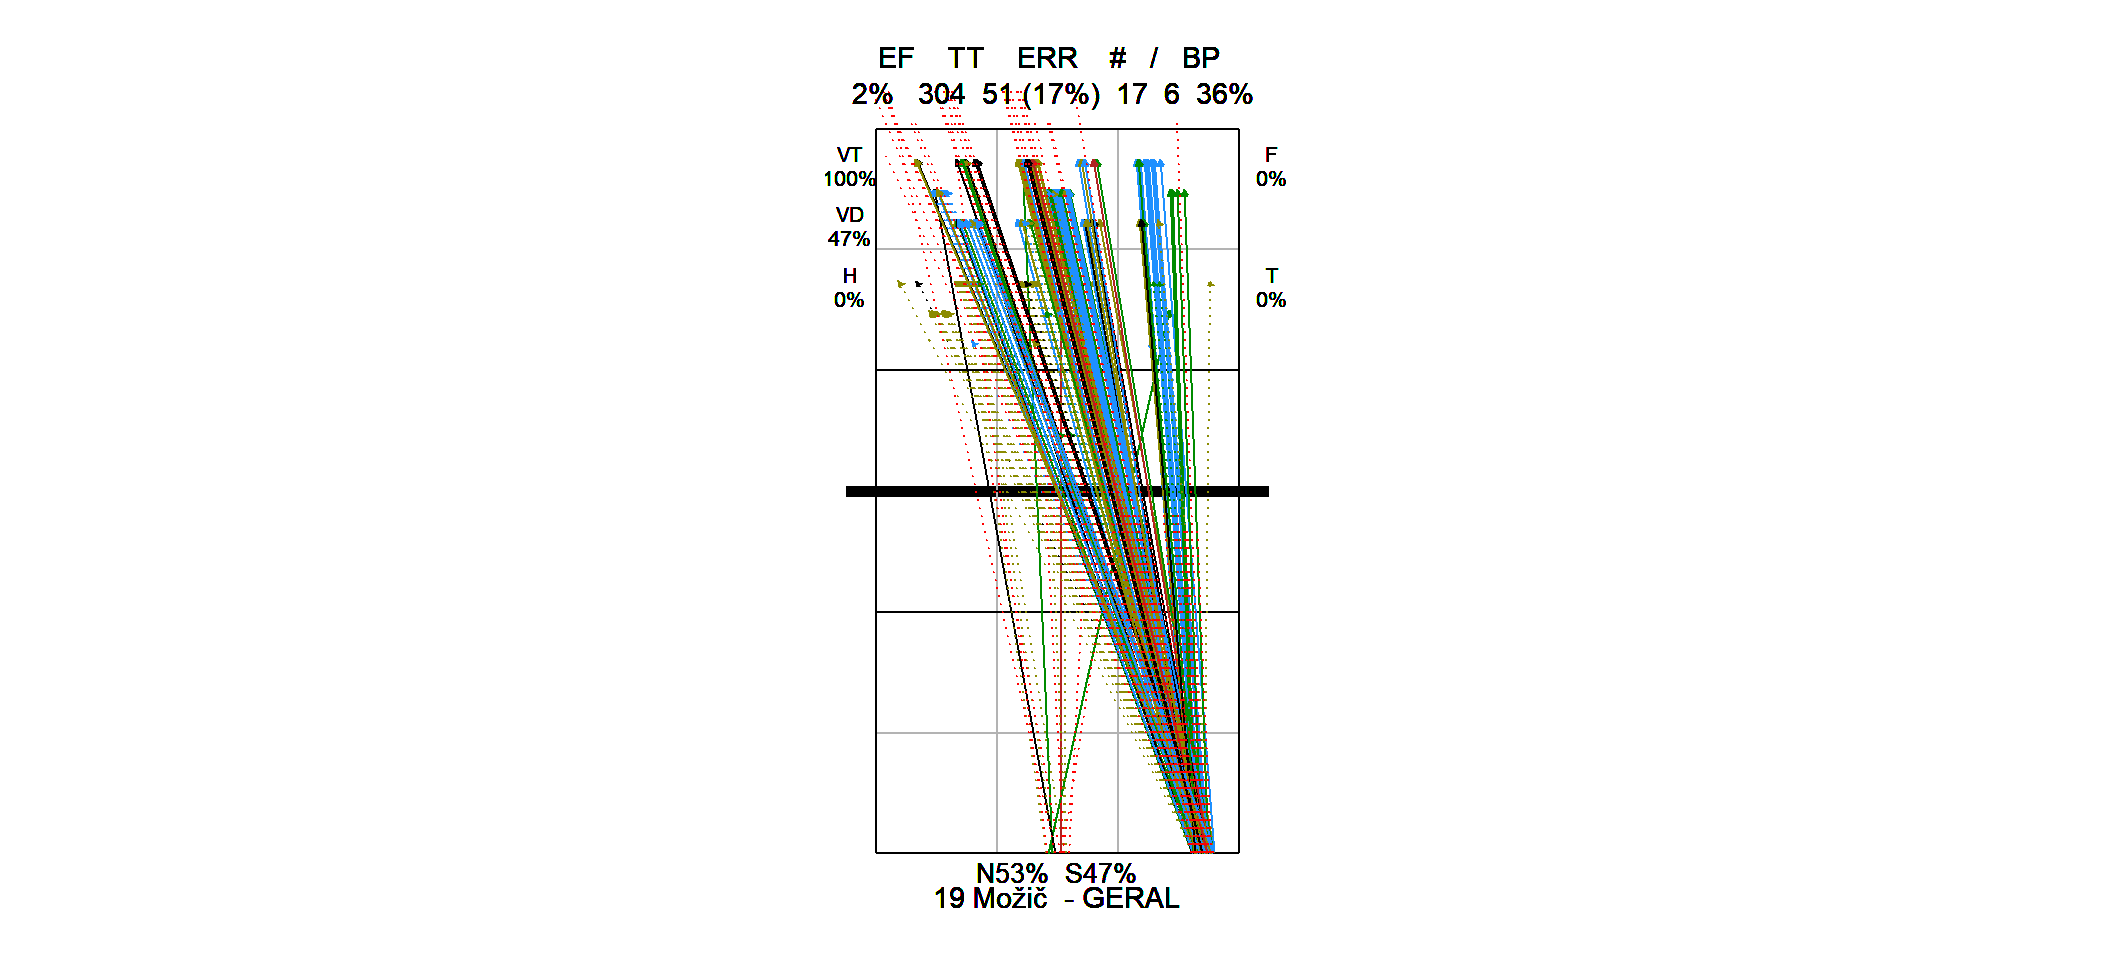 EF TT ERR # / BP
2% 304 51 (17%) 17 6 36%
VT
100%
F
0%
VD
47%
H
0%
T
0%
N53% S47%
19 Možič - GERAL